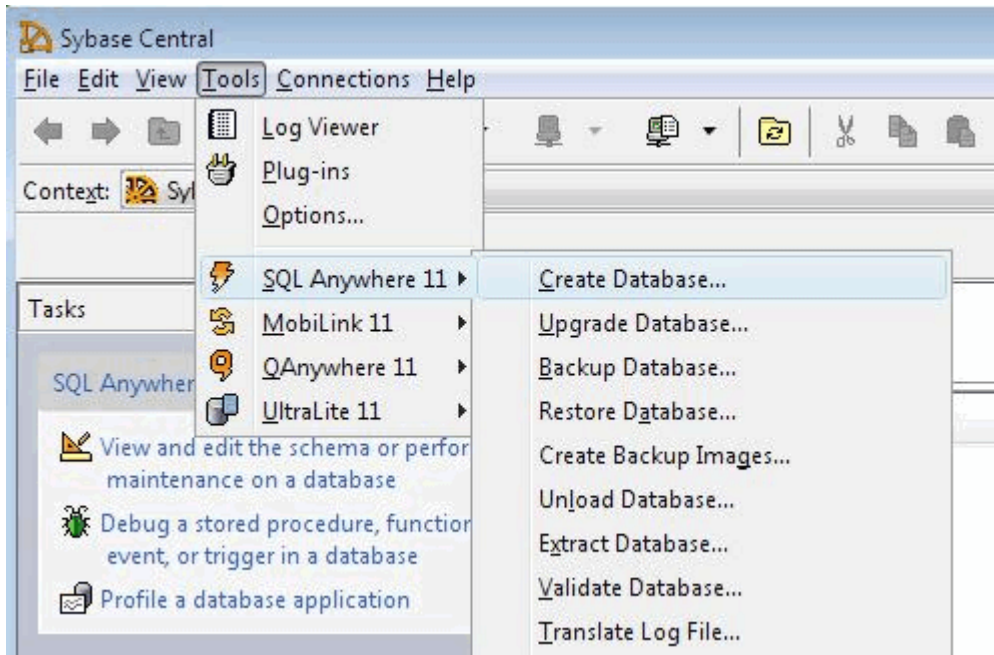 Sybase Central
File Edit View Tools Connections Help
Log Viewer
Plug-ins
Context:
Options...
SQL Anywhere 11
Create Database...
Tasks
MobiLink 11
Upgrade Database...
QAnywhere 11
Backup Database...
SQL
UltraLite 11
Restore Database...
View and edit the schema or
Create Backup Images...
maintenance on a database
Unload Database...
Debug a stored procedure,
Extract Database...
event, or trigger in a database
Validate Database...
Profile a database application
Translate Log File...